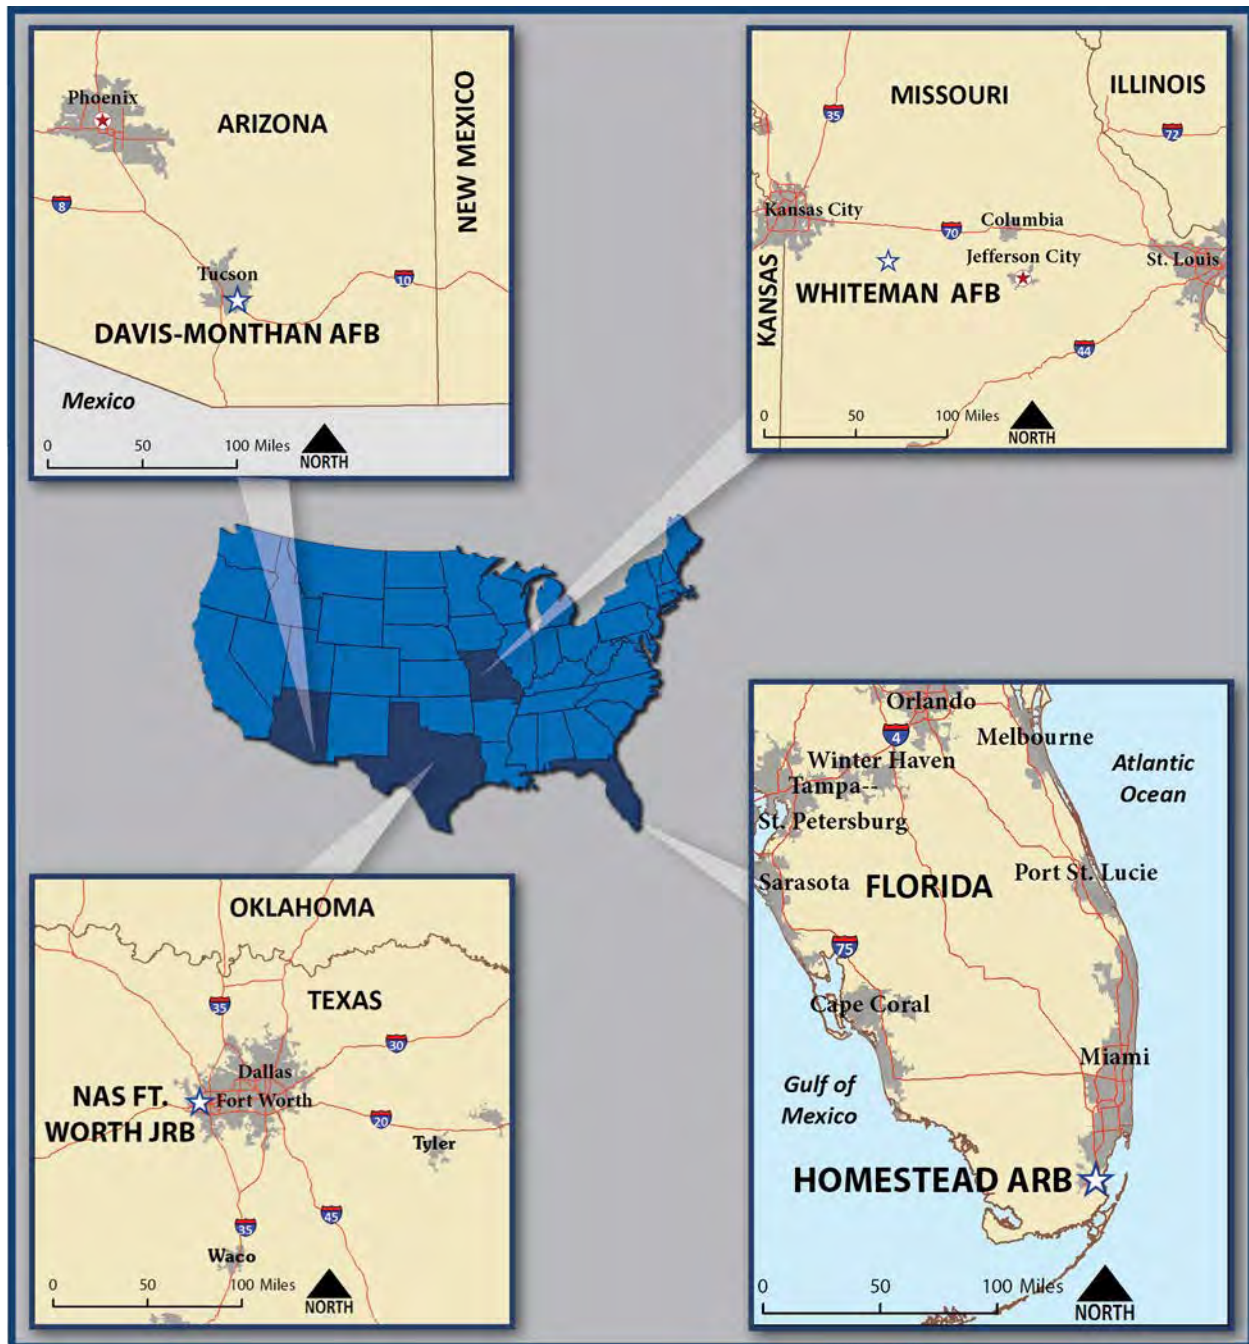 Phoenix
ARIZONA
NEW MEXICO
8
Tucson
10
DAVIS-MONTHAN AFB
Mexico
0 50 100 Miles
NORTH
MISSOURI
ILLINOIS
35
72
Kansas City
Columbia
70
Jefferson City
St. Louis
KANSAS
WHITEMAN AFB
44
0 50 100 Miles
NORTH
OKLAHOMA
TEXAS
35
30
Dallas
NAS FT.
WORTH JRB
Fort Worth
20
Tyler
45
35
Waco
0 50 100 Miles
NORTH
Orlando
4
Melbourne
Winter Haven
Atlantic
Ocean
Tampa--
St. Petersburg
Sarasota
FLORIDA
Port St. Lucie
75
Cape Coral
Miami
Gulf of
Mexico
HOMESTEAD ARB
0 50 100 Miles
NORTH